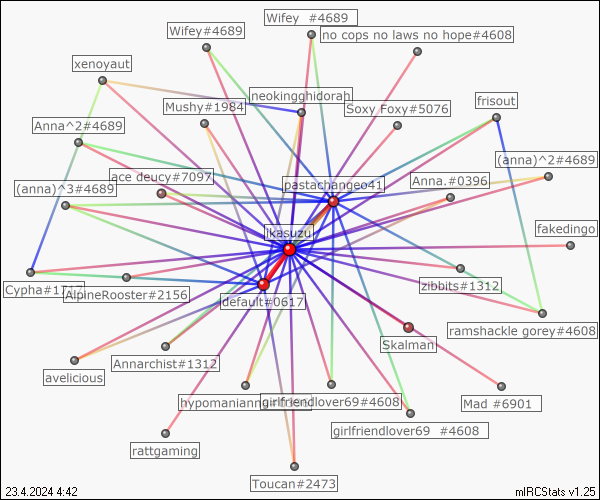 Wifey  #4689
Wifey#4689
no cops no laws no hope#4608
xenoyaut
neokingghidorah
Mushy#1984
Soxy Foxy#5076
frisout
Anna^2#4689
(anna)^2#4689
ace deucy#7097
pastachangeo41
Anna.#0396
(anna)^3#4689
ikasuzu
fakedingo
Cypha#1717
AlpineRooster#2156
default#0617
zibbits#1312
ramshackle gorey#4608
Skalman
Annarchist#1312
avelicious
girlfriendlover69#4608
Mad #6901
girlfriendlover69  #4608
rattgaming
Toucan#2473
23.4.2024 4:42
mIRCStats v1.25